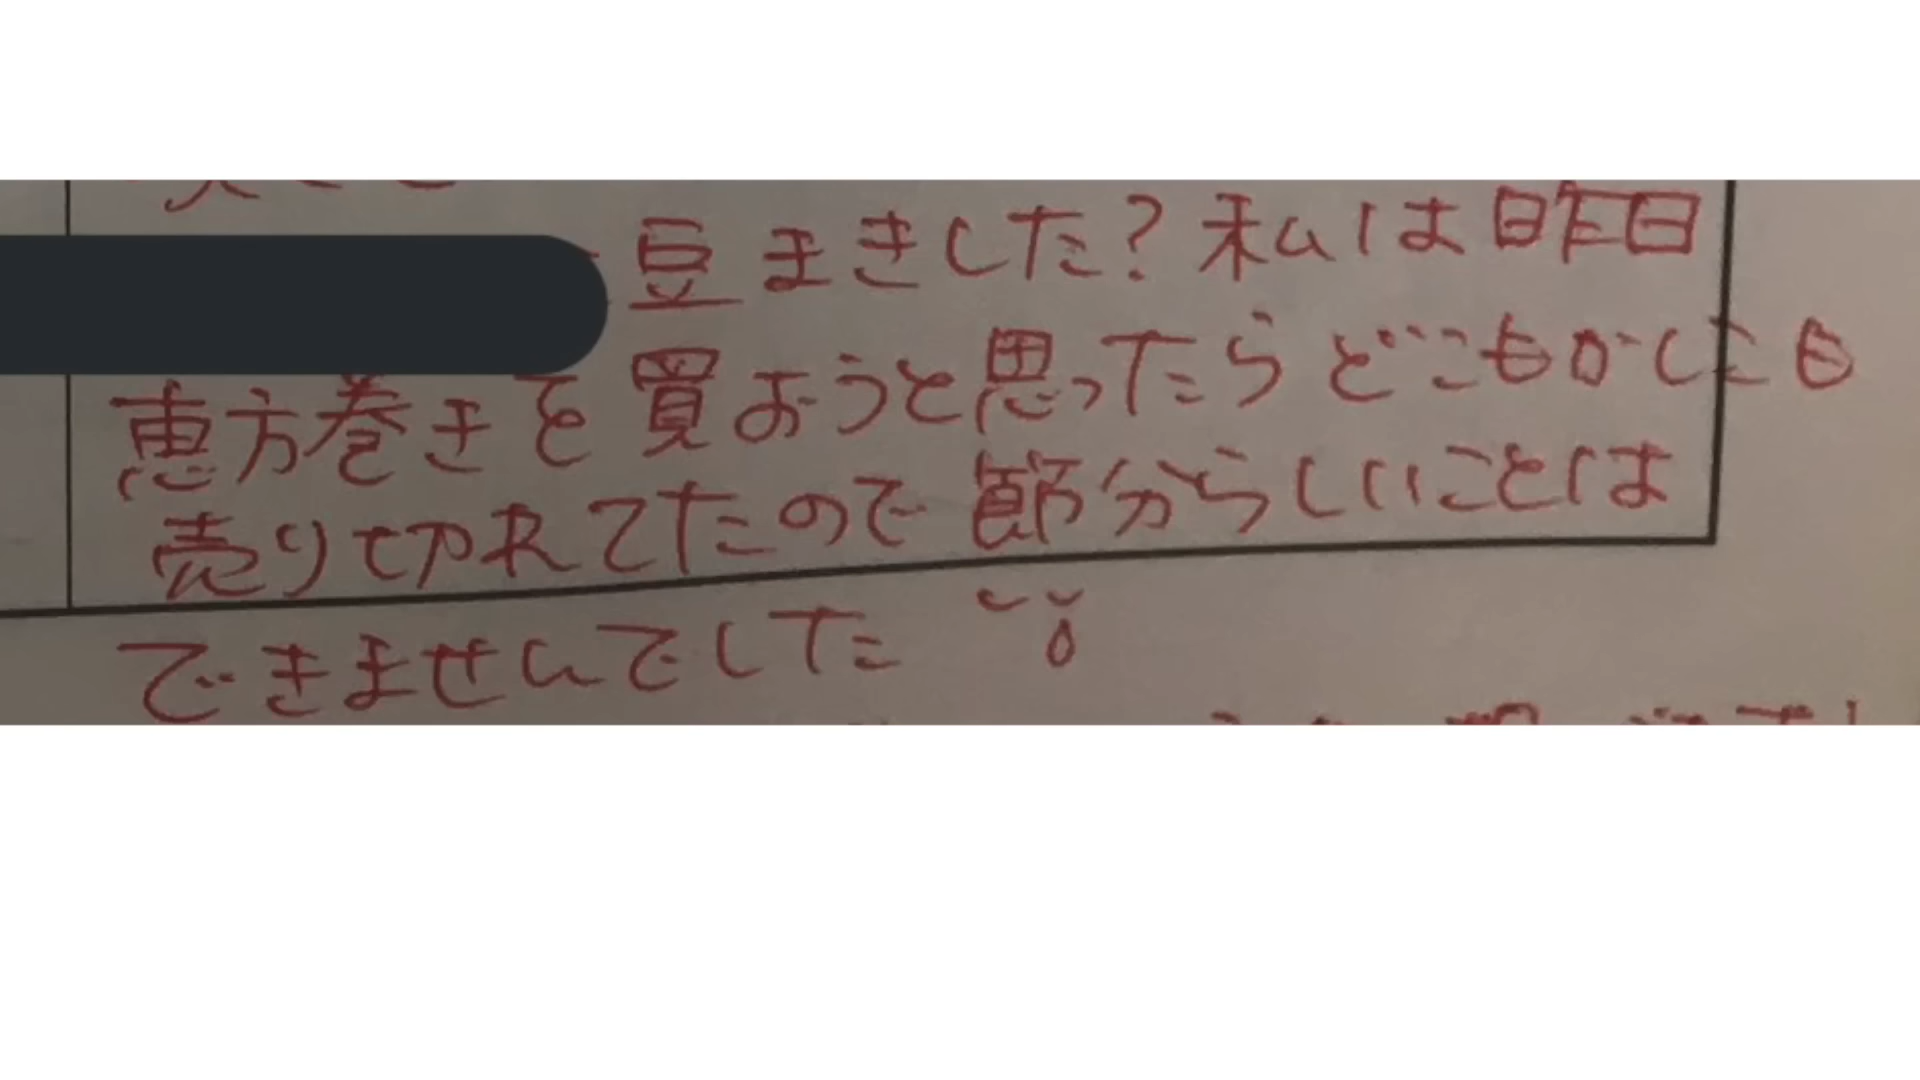 豆まきした?私は昨日
恵方巻きを買おうと思ったらどこもかしこも
売り切れてたので節分らしいことは
できませんでした